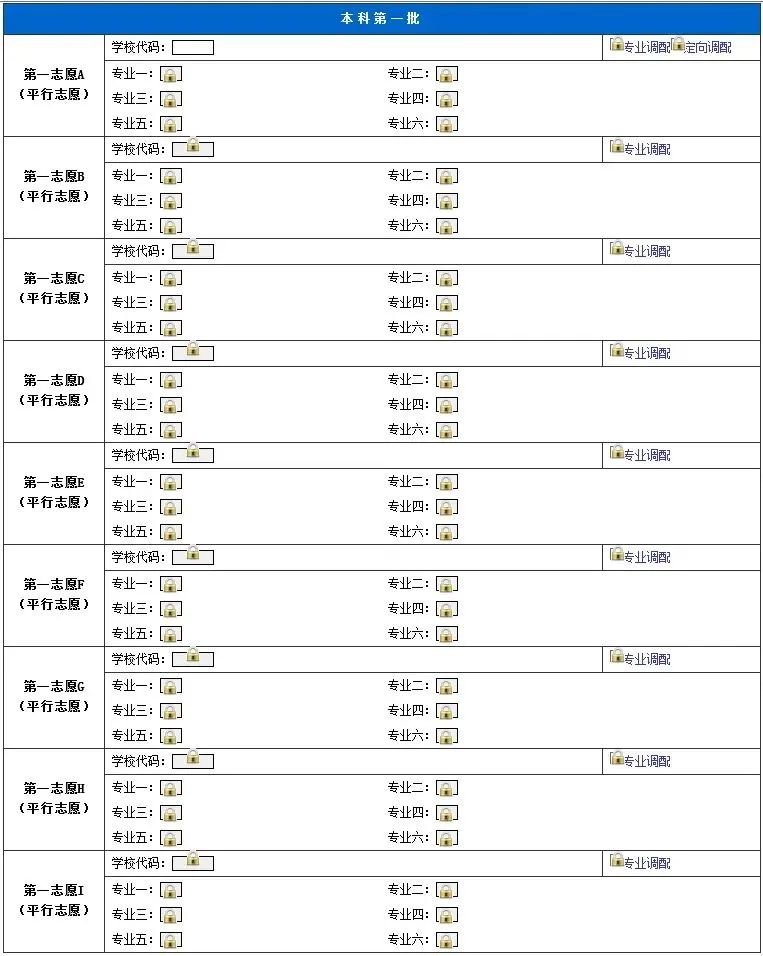 本科第一批
学校代码： 专业调配 定向调配
第一志愿A
（平行志愿）
专业一： 专业二：
专业三： 专业四：
专业五： 专业六：
学校代码： 专业调配
第一志愿B
（平行志愿）
专业一： 专业二：
专业三： 专业四：
专业五： 专业六：
学校代码： 专业调配
第一志愿C
（平行志愿）
专业一： 专业二：
专业三： 专业四：
专业五： 专业六：
学校代码： 专业调配
第一志愿D
（平行志愿）
专业一： 专业二：
专业三： 专业四：
专业五： 专业六：
学校代码： 专业调配
第一志愿E
（平行志愿）
专业一： 专业二：
专业三： 专业四：
专业五： 专业六：
学校代码： 专业调配
第一志愿F
（平行志愿）
专业一： 专业二：
专业三： 专业四：
专业五： 专业六：
学校代码： 专业调配
第一志愿G
（平行志愿）
专业一： 专业二：
专业三： 专业四：
专业五： 专业六：
学校代码： 专业调配
第一志愿H
（平行志愿）
专业一： 专业二：
专业三： 专业四：
专业五： 专业六：
学校代码： 专业调配
第一志愿I
（平行志愿）
专业一： 专业二：
专业三： 专业四：
专业五： 专业六：